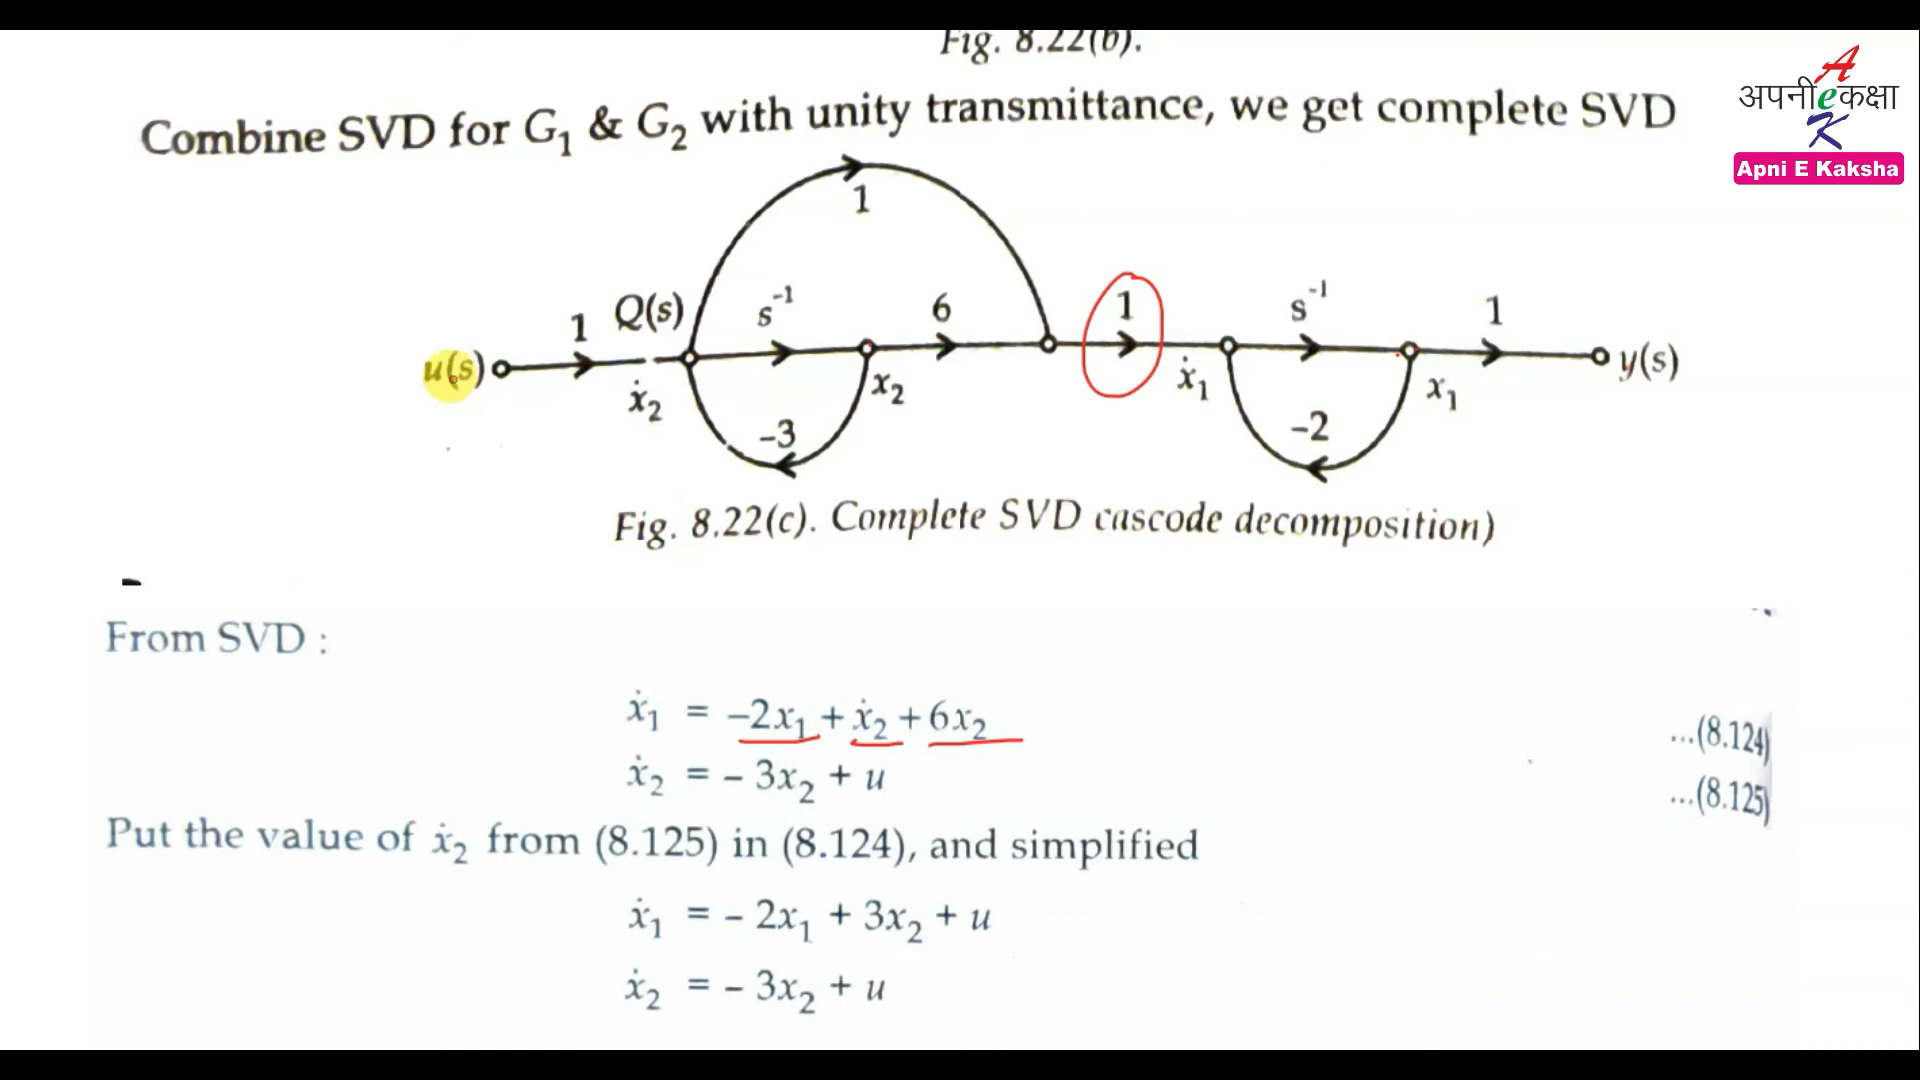 Fig. 8.22(b).
अपनीeकक्षा
A
K
Apni E Kaksha
Combine SVD for G₁ & G₂ with unity transmittance, we get complete SVD
1
u(s) 1 Q(s) s⁻¹ 6 1 s⁻¹ 1 y(s)
ẋ₂ x₂ ẋ₁ x₁
-3 -2
Fig. 8.22(c). Complete SVD cascode decomposition)
From SVD :
ẋ₁ = -2x₁ + ẋ₂ + 6x₂ ...(8.124)
ẋ₂ = - 3x₂ + u ...(8.125)
Put the value of ẋ₂ from (8.125) in (8.124), and simplified
ẋ₁ = - 2x₁ + 3x₂ + u
ẋ₂ = - 3x₂ + u